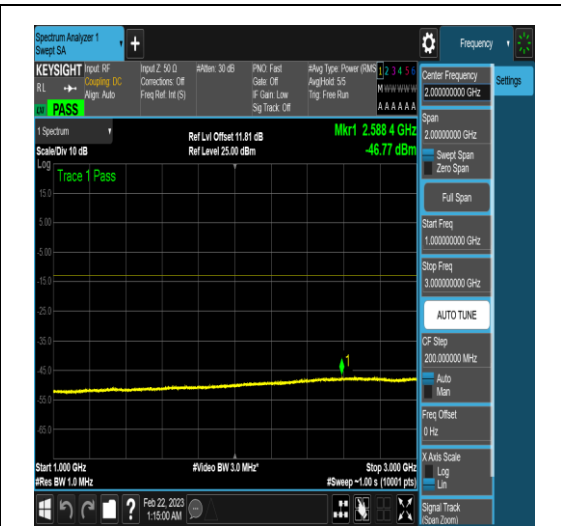 Spectrum Analyzer 1
Swept SA
+
Frequency
KEYSIGHT
Input: RF
Input Z: 50 Ω
#Atten: 30 dB
PNO: Fast
#Avg Type: Power (RMS
1 2 3 4 5 6
RL
Coupling: DC
Corrections: Off
Gate: Off
Avg|Hold: 5/5
M W W W W W
Align: Auto
Freq Ref: Int (S)
IF Gain: Low
Trig: Free Run
PASS
Sig Track: Off
A A A A A A
Center Frequency
2.000000000 GHz
Settings
1 Spectrum
Ref Lvl Offset 11.81 dB
Mkr1 2.588 4 GHz
Scale/Div 10 dB
Ref Level 25.00 dBm
-46.77 dBm
Log
Trace 1 Pass
15.0
5.00
-5.00
-15.0
-25.0
-35.0
-45.0
-55.0
-65.0
1
Start 1.000 GHz
#Video BW 3.0 MHz*
Stop 3.000 GHz
#Res BW 1.0 MHz
#Sweep ~1.00 s (10001 pts)
Span
2.00000000 GHz
Swept Span
Zero Span
Full Span
Start Freq
1.000000000 GHz
Stop Freq
3.000000000 GHz
AUTO TUNE
CF Step
200.000000 MHz
Auto
Man
Freq Offset
0 Hz
X Axis Scale
Log
Lin
Signal Track
(Span Zoom)
?
Feb 22, 2023
1:15:00 AM